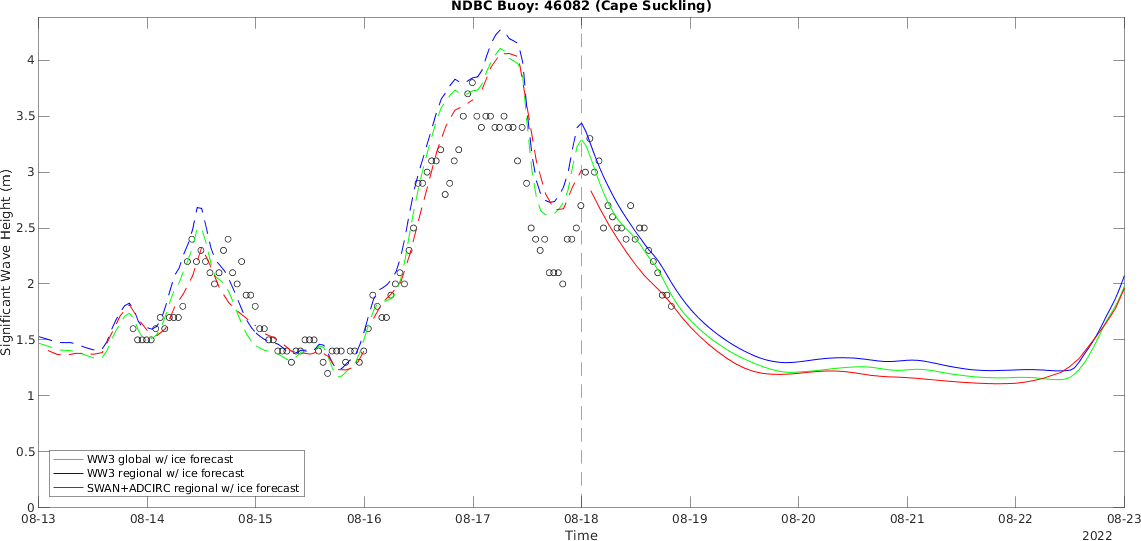 NDBC Buoy: 46082 (Cape Suckling)
Significant Wave Height (m)
4
3.5
3
2.5
2
1.5
1
0.5
0
WW3 global w/ ice forecast
WW3 regional w/ ice forecast
SWAN+ADCIRC regional w/ ice forecast
08-13 08-14 08-15 08-16 08-17 08-18 08-19 08-20 08-21 08-22 08-23
Time
2022